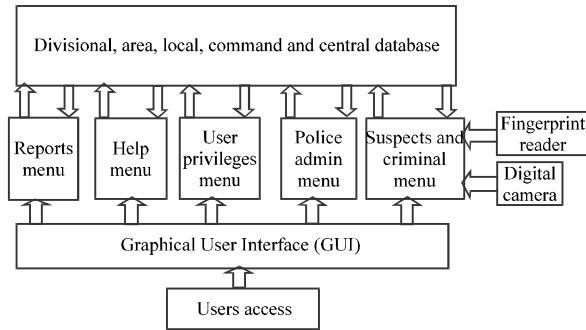 Divisional, area, local, command and central database
Reports
menu
Help
menu
User
privileges
menu
Police
admin
menu
Suspects and
criminal
menu
Fingerprint
reader
Digital
camera
Graphical User Interface (GUI)
Users access